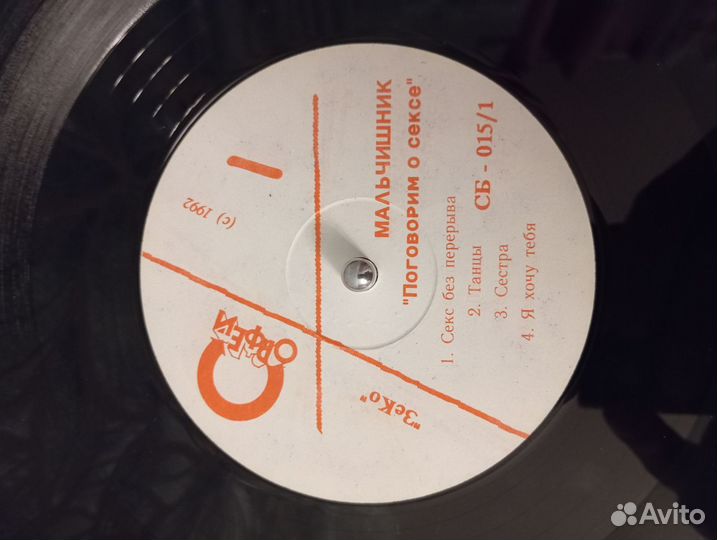 I
(c) 1992
МАЛЬЧИШНИК
"Поговорим о сексе"
ОРФЕЙ
1. Секс без перерыва
2. Танцы
3. Сестра
4. Я хочу тебя
СБ - 015/1
"ЗеКо"
Avito